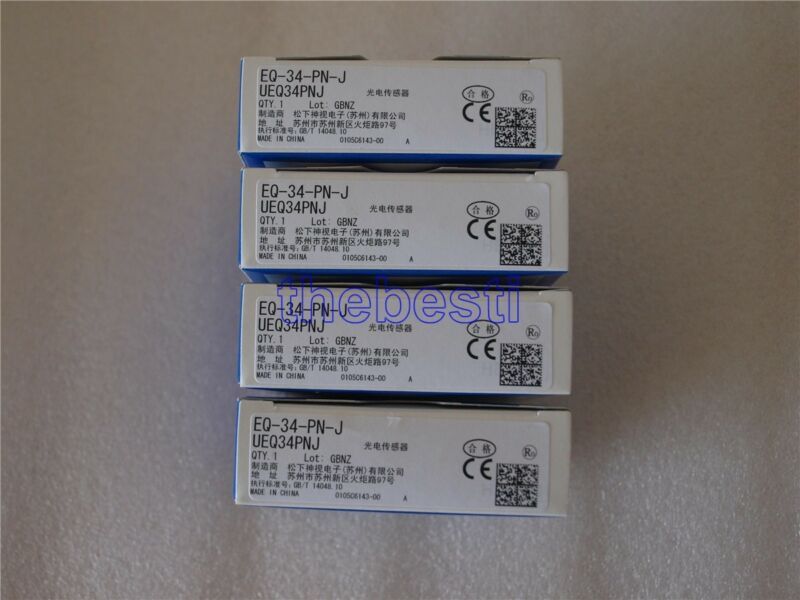 EQ-34-PN-J
UEQ34PNJ
光电传感器
合格
CE
Ro
QTY.1 Lot: GBNZ
制造商 松下神视电子(苏州)有限公司
地 址 苏州市苏州新区火炬路97号
执行标准号:GB/T 14048.10
MADE IN CHINA 0105C6143-00 A
EQ-34-PN-J
UEQ34PNJ
光电传感器
合格
CE
Ro
QTY.1 Lot: GBNZ
制造商 松下神视电子(苏州)有限公司
地 址 苏州市苏州新区火炬路97号
执行标准号:GB/T 14048.10
MADE IN CHINA 0105C6143-00 A
thebesti
EQ-34-PN-J
UEQ34PNJ
光电传感器
合格
CE
Ro
QTY.1 Lot: GBNZ
制造商 松下神视电子(苏州)有限公司
地 址 苏州市苏州新区火炬路97号
执行标准号:GB/T 14048.10
MADE IN CHINA 0105C6143-00 A
EQ-34-PN-J
UEQ34PNJ
光电传感器
合格
CE
Ro
QTY.1 Lot: GBNZ
制造商 松下神视电子(苏州)有限公司
地 址 苏州市苏州新区火炬路97号
执行标准号:GB/T 14048.10
MADE IN CHINA 0105C6143-00 A